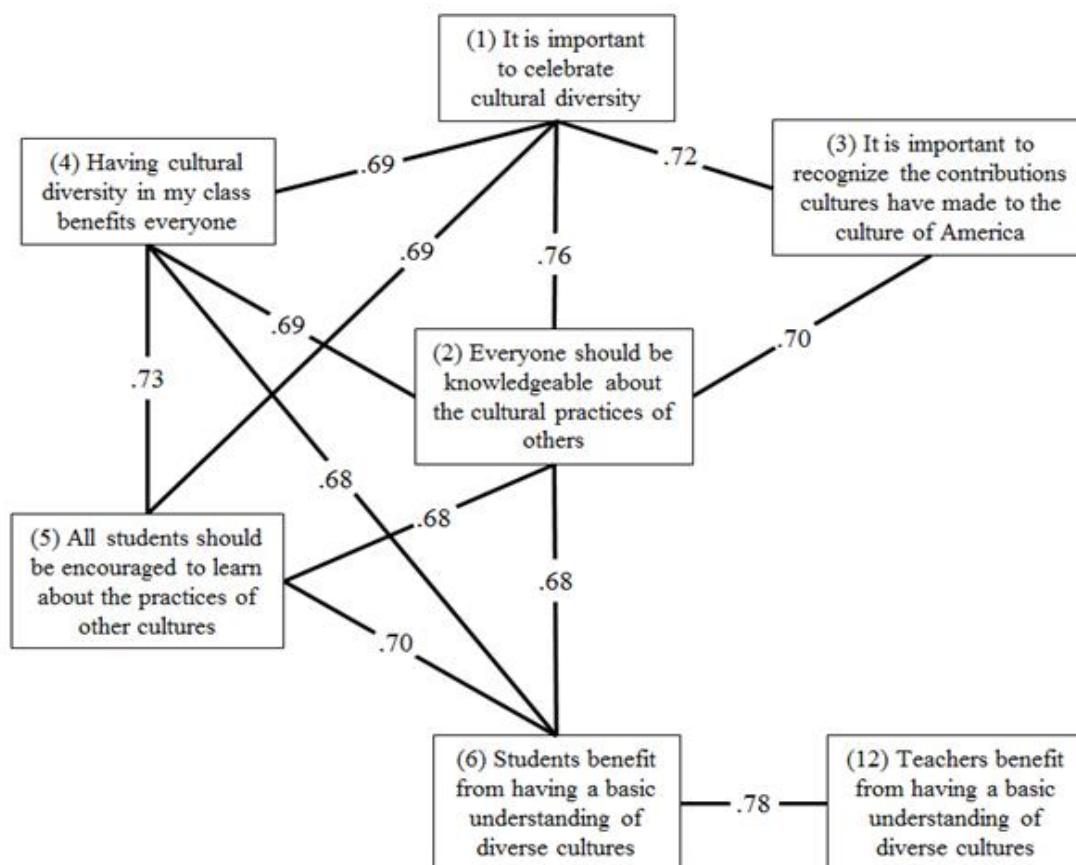 (1) It is important
to celebrate
cultural diversity
(4) Having cultural
diversity in my class
benefits everyone
(3) It is important to
recognize the contributions
cultures have made to the
culture of America
.69
.72
.69
.76
.69
.70
.73
(2) Everyone should be
knowledgeable about
the cultural practices of
others
.68
.68
.68
(5) All students should
be encouraged to learn
about the practices of
other cultures
.70
(6) Students benefit
from having a basic
understanding of
diverse cultures
.78
(12) Teachers benefit
from having a basic
understanding of
diverse cultures